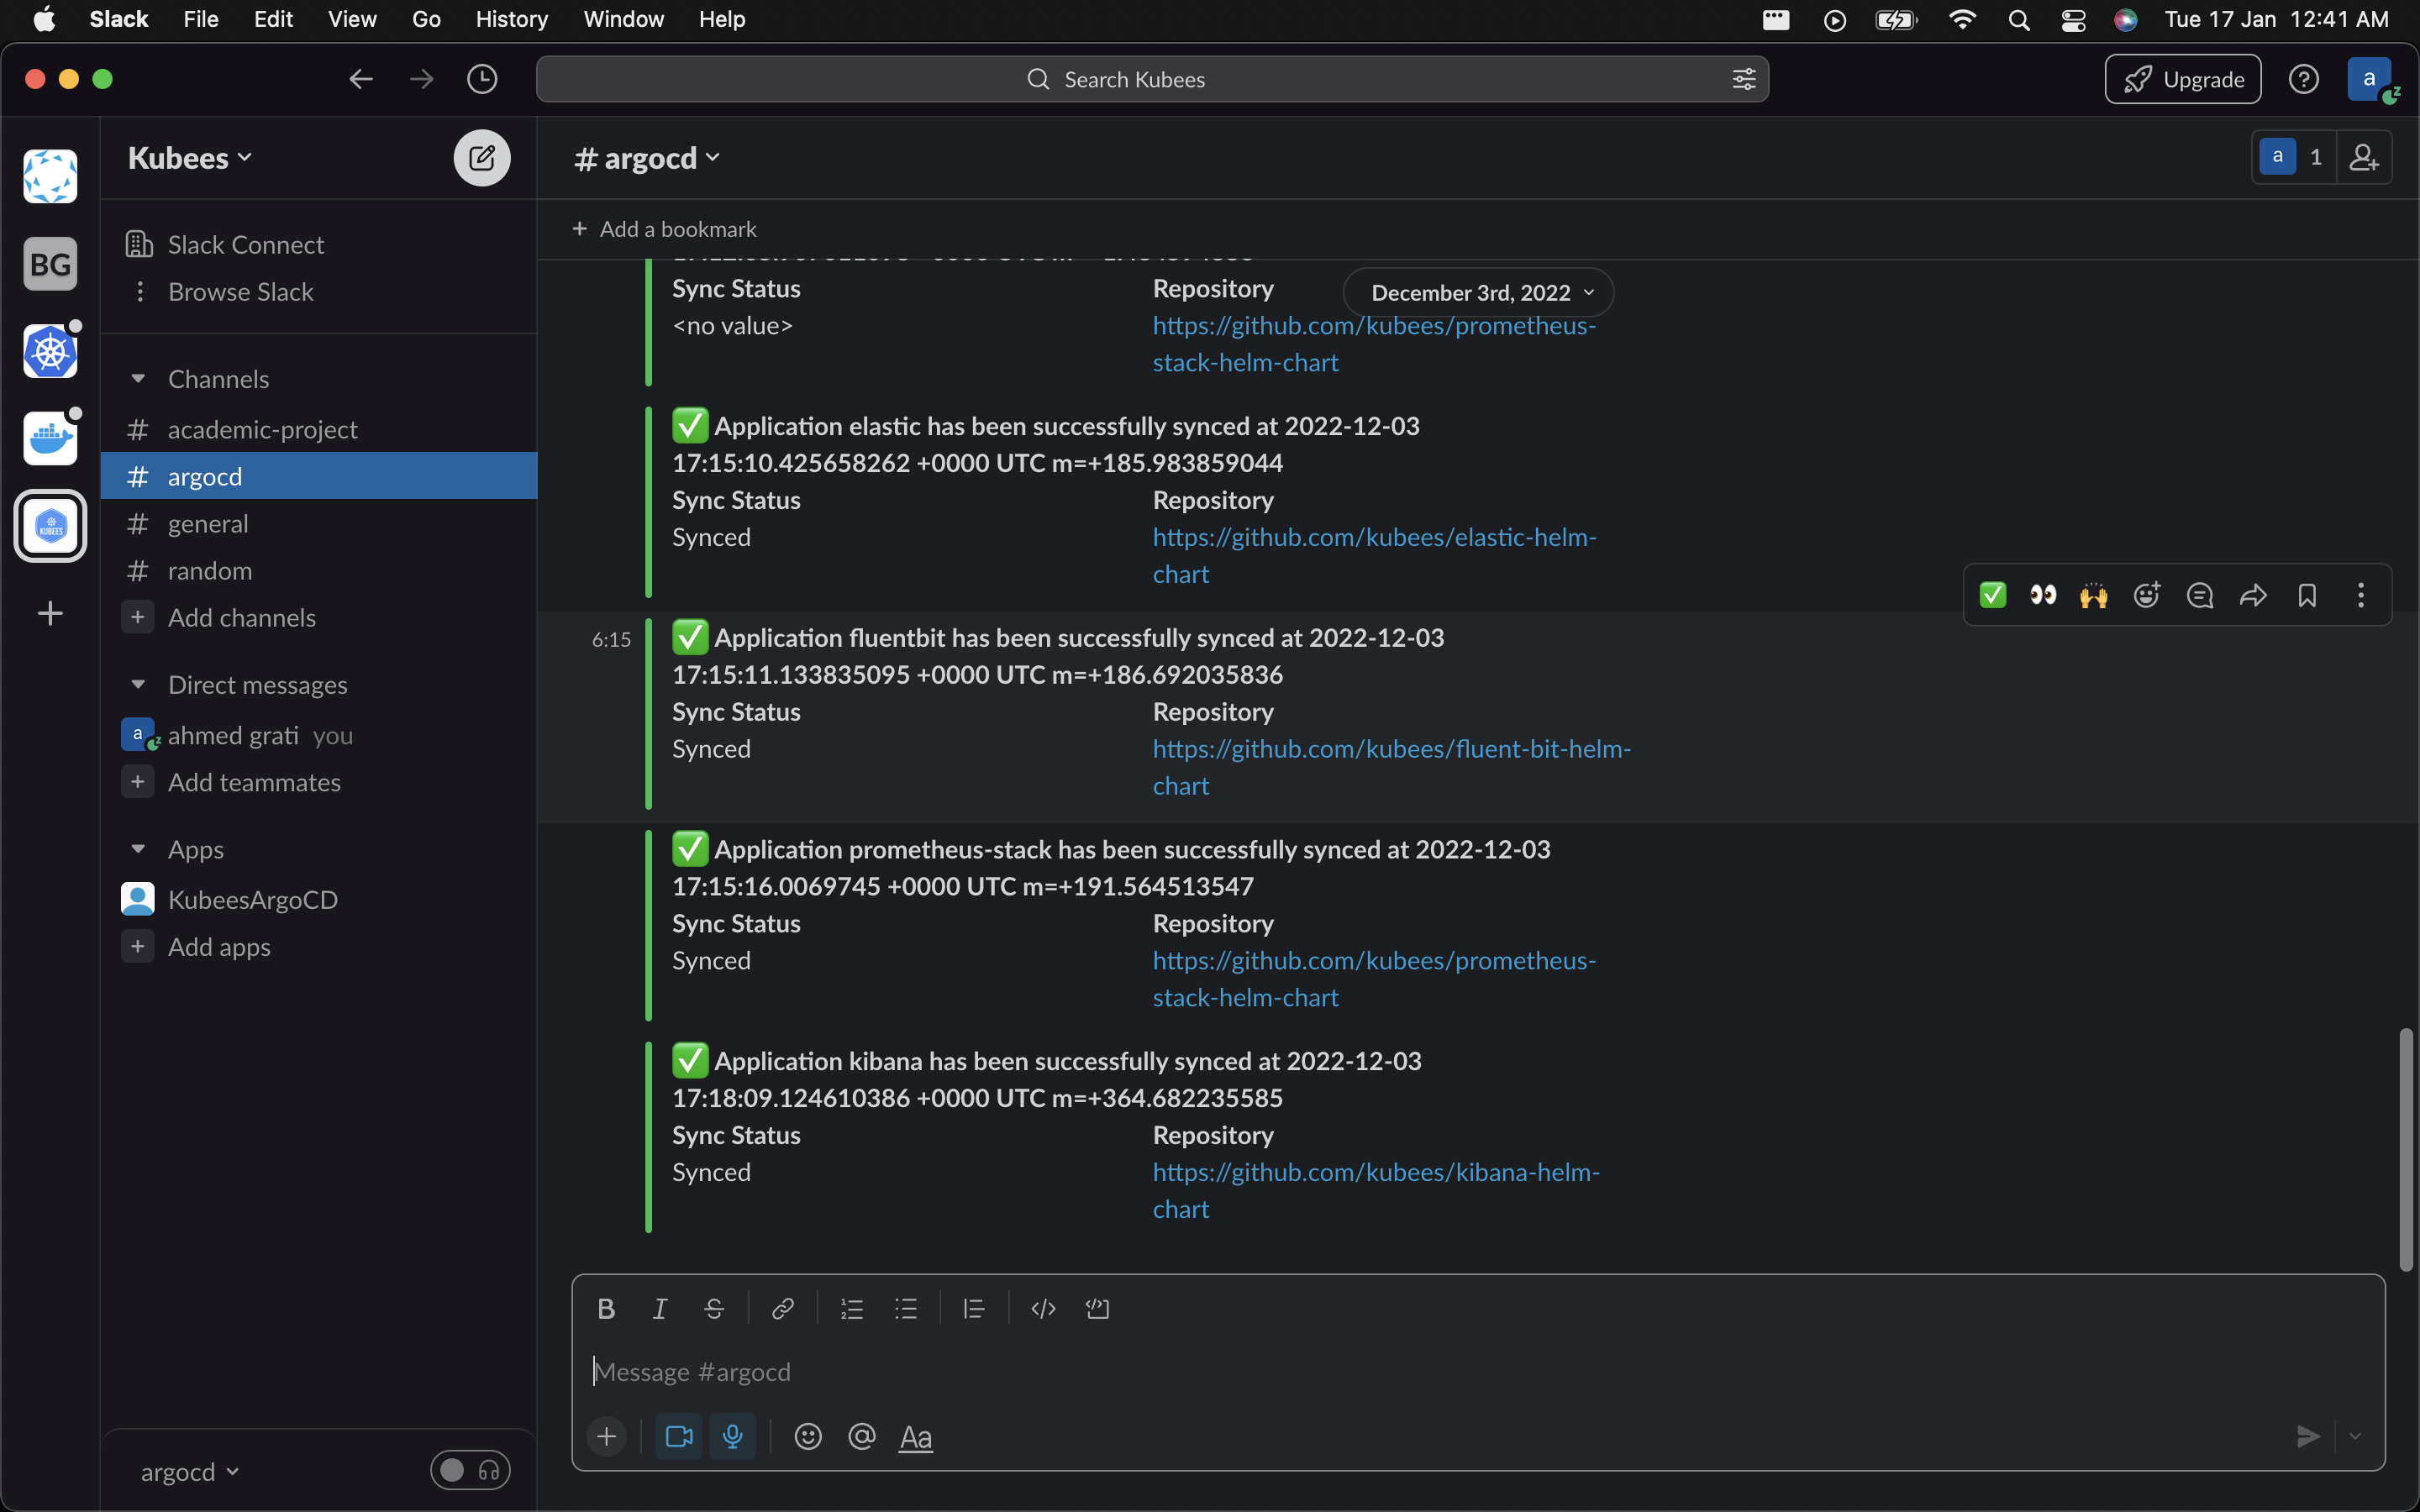 Slack File Edit View Go History Window Help Tue 17 Jan 12:41 AM
Search Kubees
Upgrade
a
BG
KUBEES
Kubees
Slack Connect
Browse Slack
Channels
# academic-project
# argocd
# general
# random
+ Add channels
Direct messages
a ahmed grati you
+ Add teammates
Apps
KubeesArgoCD
+ Add apps
argocd
# argocd
a 1
+ Add a bookmark
December 3rd, 2022
Sync Status Repository
<no value> https://github.com/kubees/prometheus-
stack-helm-chart
✅ Application elastic has been successfully synced at 2022-12-03
17:15:10.425658262 +0000 UTC m=+185.983859044
Sync Status Repository
Synced https://github.com/kubees/elastic-helm-
chart
6:15 ✅ Application fluentbit has been successfully synced at 2022-12-03
17:15:11.133835095 +0000 UTC m=+186.692035836
Sync Status Repository
Synced https://github.com/kubees/fluent-bit-helm-
chart
✅ Application prometheus-stack has been successfully synced at 2022-12-03
17:15:16.0069745 +0000 UTC m=+191.564513547
Sync Status Repository
Synced https://github.com/kubees/prometheus-
stack-helm-chart
✅ Application kibana has been successfully synced at 2022-12-03
17:18:09.124610386 +0000 UTC m=+364.682235585
Sync Status Repository
Synced https://github.com/kubees/kibana-helm-
chart
B I S
Message #argocd
+ @ Aa